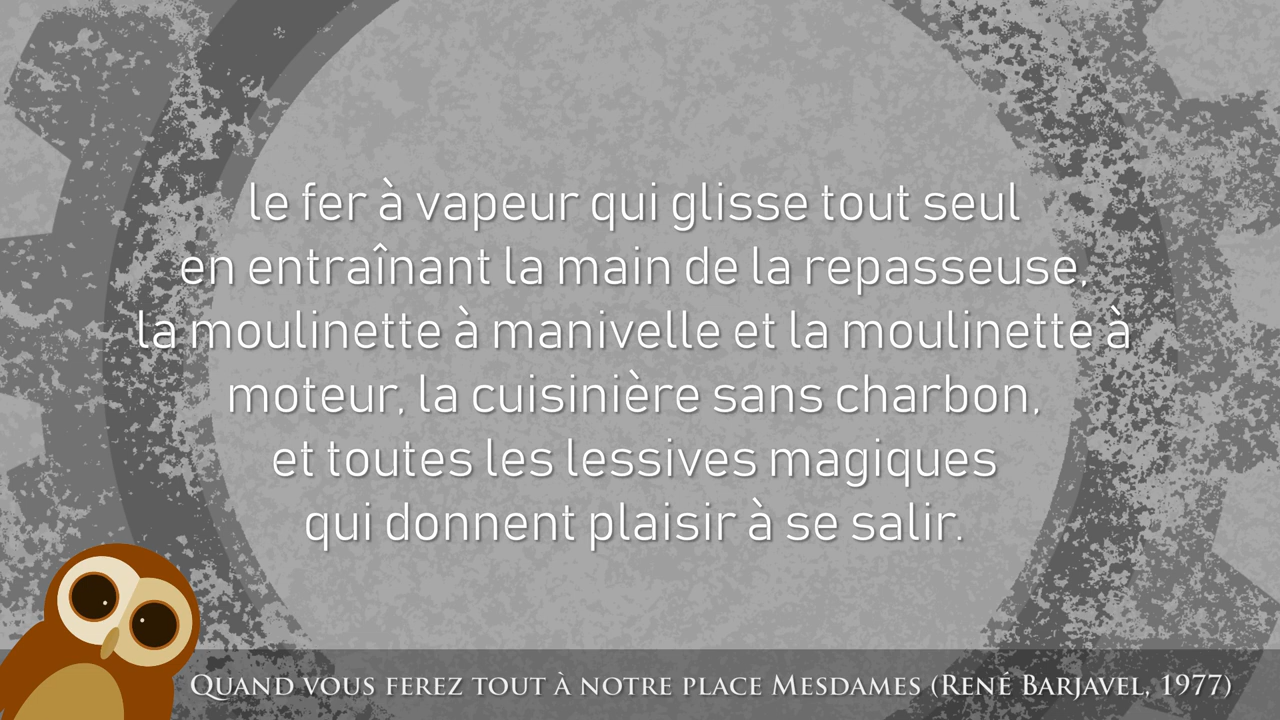 le fer à vapeur qui glisse tout seul
en entraînant la main de la repasseuse,
la moulinette à manivelle et la moulinette à
moteur, la cuisinière sans charbon,
et toutes les lessives magiques
qui donnent plaisir à se salir.
Quand vous ferez tout à notre place Mesdames (René Barjavel, 1977)